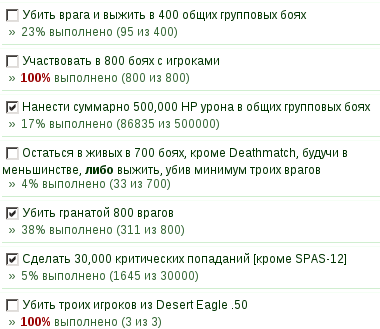 Убить врага и выжить в 400 общих групповых боях
» 23% выполнено (95 из 400)
Участвовать в 800 боях с игроками
» 100% выполнено (800 из 800)
Нанести суммарно 500,000 HP урона в общих групповых боях
» 17% выполнено (86835 из 500000)
Остаться в живых в 700 боях, кроме Deathmatch, будучи в
меньшинстве, либо выжить, убив минимум троих врагов
» 4% выполнено (33 из 700)
Убить гранатой 800 врагов
» 38% выполнено (311 из 800)
Сделать 30,000 критических попаданий [кроме SPAS-12]
» 5% выполнено (1645 из 30000)
Убить троих игроков из Desert Eagle .50
» 100% выполнено (3 из 3)